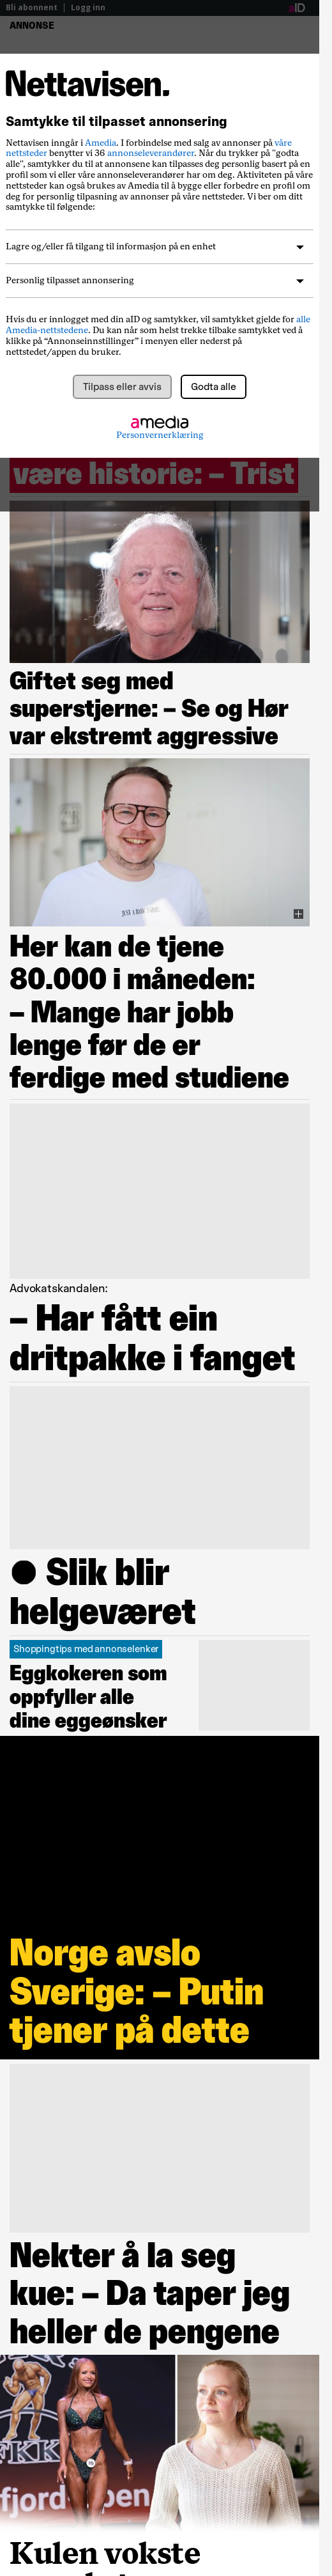 Bli abonnent | Logg inn
aID
ANNONSE
Nettavisen.
Samtykke til tilpasset annonsering
Nettavisen inngår i Amedia. I forbindelse med salg av annonser på våre
nettsteder benytter vi 36 annonseleverandører. Når du trykker på "godta
alle", samtykker du til at annonsene kan tilpasses deg personlig basert på en
profil som vi eller våre annonseleverandører har om deg. Aktiviteten på våre
nettsteder kan også brukes av Amedia til å bygge eller forbedre en profil om
deg for personlig tilpasning av annonser på våre nettsteder. Vi ber om ditt
samtykke til følgende:
Lagre og/eller få tilgang til informasjon på en enhet
Personlig tilpasset annonsering
Hvis du er innlogget med din aID og samtykker, vil samtykket gjelde for alle
Amedia-nettstedene. Du kan når som helst trekke tilbake samtykket ved å
klikke på “Annonseinnstillinger” i menyen eller nederst på
nettstedet/appen du bruker.
Tilpass eller avvis
Godta alle
amedia
Personvernerklæring
være historie: – Trist
Giftet seg med
superstjerne: – Se og Hør
var ekstremt aggressive
Her kan de tjene
80.000 i måneden:
– Mange har jobb
lenge før de er
ferdige med studiene
Advokatskandalen:
– Har fått ein
dritpakke i fanget
● Slik blir
helgeværet
Shoppingtips med annonselenker
Eggkokeren som
oppfyller alle
dine eggeønsker
Norge avslo
Sverige: – Putin
tjener på dette
Nekter å la seg
kue: – Da taper jeg
heller de pengene
Kulen vokste